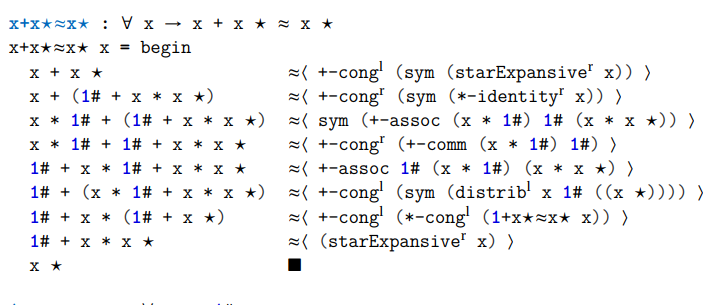 x+x⋆≈x⋆ : ∀ x → x + x ⋆ ≈ x ⋆
x+x⋆≈x⋆ x = begin
x + x ⋆ ≈⟨ +-congˡ (sym (starExpansiveʳ x)) ⟩
x + (1# + x * x ⋆) ≈⟨ +-congʳ (sym (*-identityʳ x)) ⟩
x * 1# + (1# + x * x ⋆) ≈⟨ sym (+-assoc (x * 1#) 1# (x * x ⋆)) ⟩
x * 1# + 1# + x * x ⋆ ≈⟨ +-congʳ (+-comm (x * 1#) 1#) ⟩
1# + x * 1# + x * x ⋆ ≈⟨ +-assoc 1# (x * 1#) (x * x ⋆) ⟩
1# + (x * 1# + x * x ⋆) ≈⟨ +-congˡ (sym (distribˡ x 1# ((x ⋆)))) ⟩
1# + x * (1# + x ⋆) ≈⟨ +-congˡ (*-congˡ (1+x⋆≈x⋆ x)) ⟩
1# + x * x ⋆ ≈⟨ (starExpansiveʳ x) ⟩
x ⋆ ∎